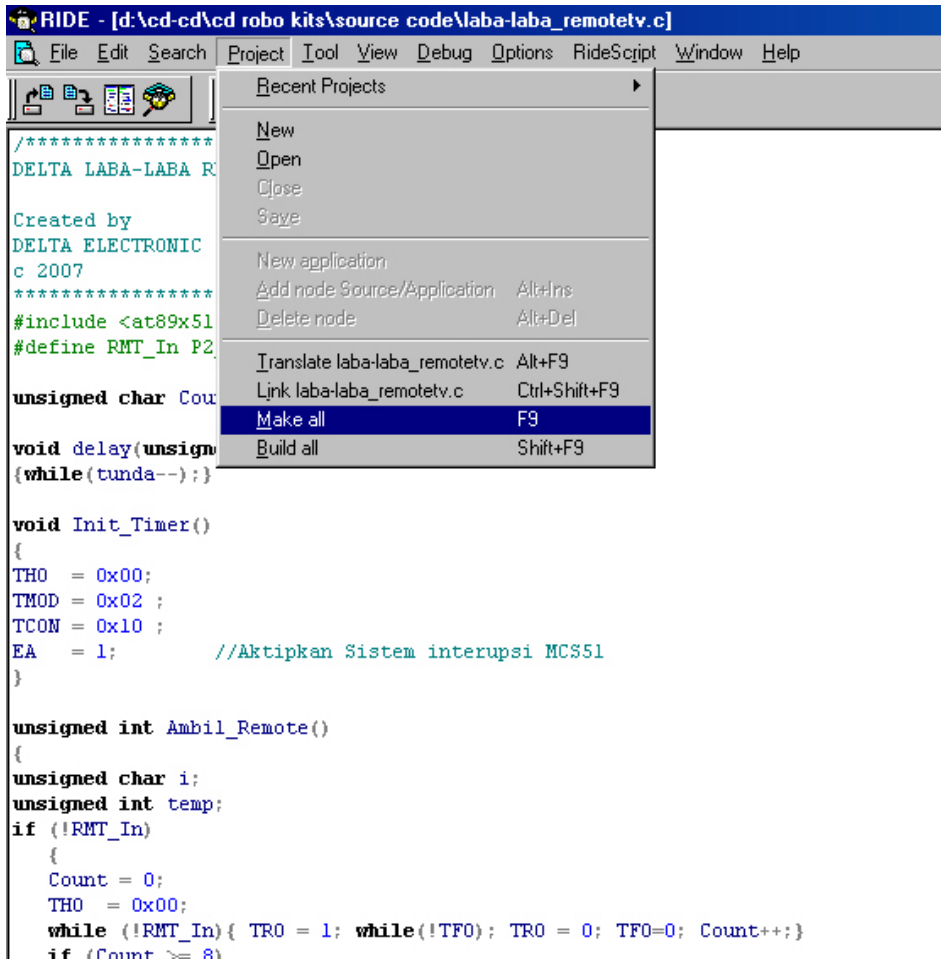 RIDE - [d:\cd-cd\cd robo kits\source code\laba-laba_remotetv.c]
File Edit Search Project Tool View Debug Options RideScript Window Help
Recent Projects
New
Open
Close
Save
New application
Add node Source/Application Alt+Ins
Delete node Alt+Del
Translate laba-laba_remotetv.c Alt+F9
Link laba-laba_remotetv.c Ctrl+Shift+F9
Make all F9
Build all Shift+F9
/****************
DELTA LABA-LABA R
Created by
DELTA ELECTRONIC
c 2007
*****************
#include <at89x51
#define RMT_In P2_
unsigned char Cou
void delay(unsign
{while(tunda--);}
void Init_Timer()
{
TH0 = 0x00;
TMOD = 0x02 ;
TCON = 0x10 ;
EA = 1; //Aktipkan Sistem interupsi MCS51
}
unsigned int Ambil_Remote()
{
unsigned char i;
unsigned int temp;
if (!RMT_In)
{
Count = 0;
TH0 = 0x00;
while (!RMT_In){ TR0 = 1; while(!TF0); TR0 = 0; TF0=0; Count++;}
if (Count >= 8)